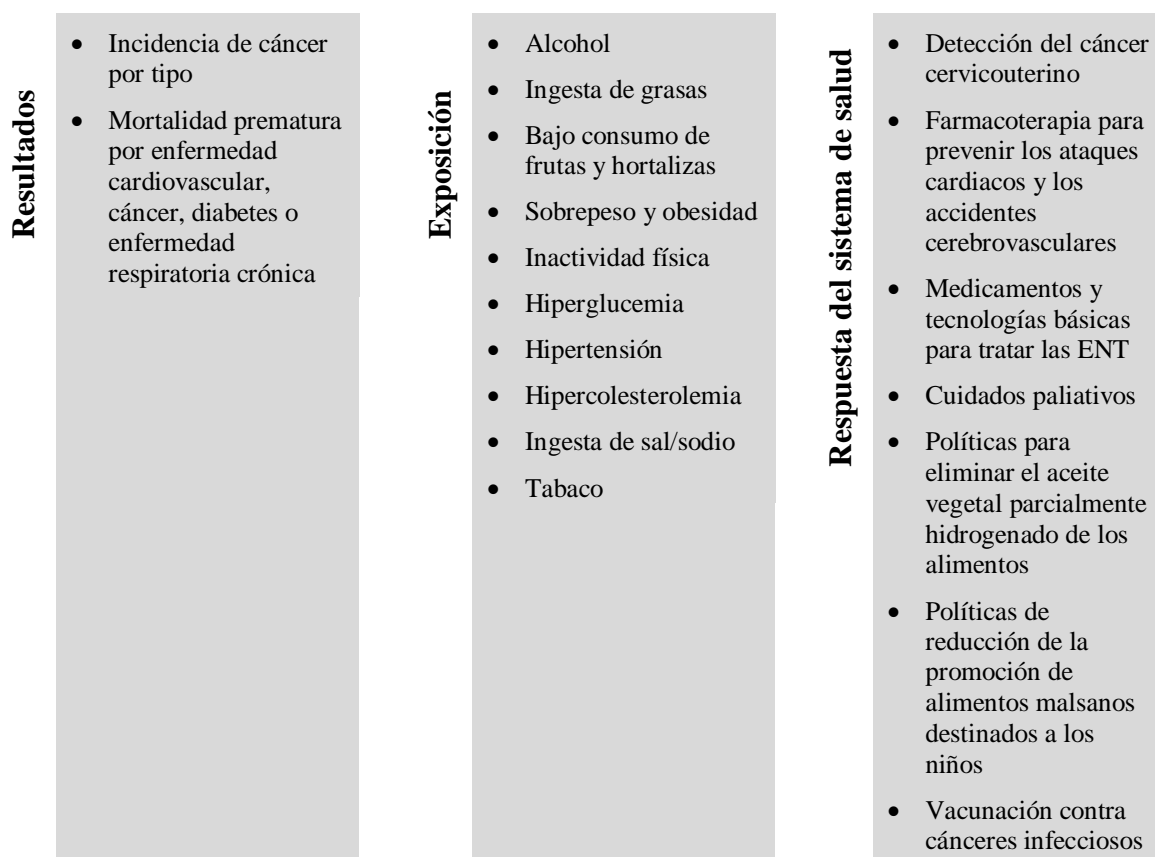 Resultados
• Incidencia de cáncer
por tipo
• Mortalidad prematura
por enfermedad
cardiovascular,
cáncer, diabetes o
enfermedad
respiratoria crónica
Exposición
• Alcohol
• Ingesta de grasas
• Bajo consumo de
frutas y hortalizas
• Sobrepeso y obesidad
• Inactividad física
• Hiperglucemia
• Hipertensión
• Hipercolesterolemia
• Ingesta de sal/sodio
• Tabaco
Respuesta del sistema de salud
• Detección del cáncer
cervicouterino
• Farmacoterapia para
prevenir los ataques
cardiacos y los
accidentes
cerebrovasculares
• Medicamentos y
tecnologías básicas
para tratar las ENT
• Cuidados paliativos
• Políticas para
eliminar el aceite
vegetal parcialmente
hidrogenado de los
alimentos
• Políticas de
reducción de la
promoción de
alimentos malsanos
destinados a los
niños
• Vacunación contra
cánceres infecciosos